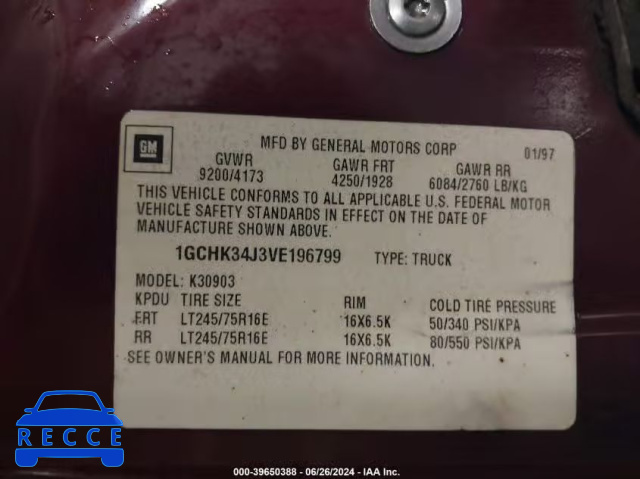 GM
MFD BY GENERAL MOTORS CORP 01/97
GVWR GAWR FRT GAWR RR
9200/4173 4250/1928 6084/2760 LB/KG
THIS VEHICLE CONFORMS TO ALL APPLICABLE U.S. FEDERAL MOTOR
VEHICLE SAFETY STANDARDS IN EFFECT ON THE DATE OF
MANUFACTURE SHOWN ABOVE.
1GCHK34J3VE196799 TYPE: TRUCK
MODEL: K30903
KPDU TIRE SIZE RIM COLD TIRE PRESSURE
FRT LT245/75R16E 16X6.5K 50/340 PSI/KPA
RR LT245/75R16E 16X6.5K 80/550 PSI/KPA
SEE OWNER'S MANUAL FOR MORE INFORMATION.
RECCE
000-39650388 - 06/26/2024 - IAA Inc.